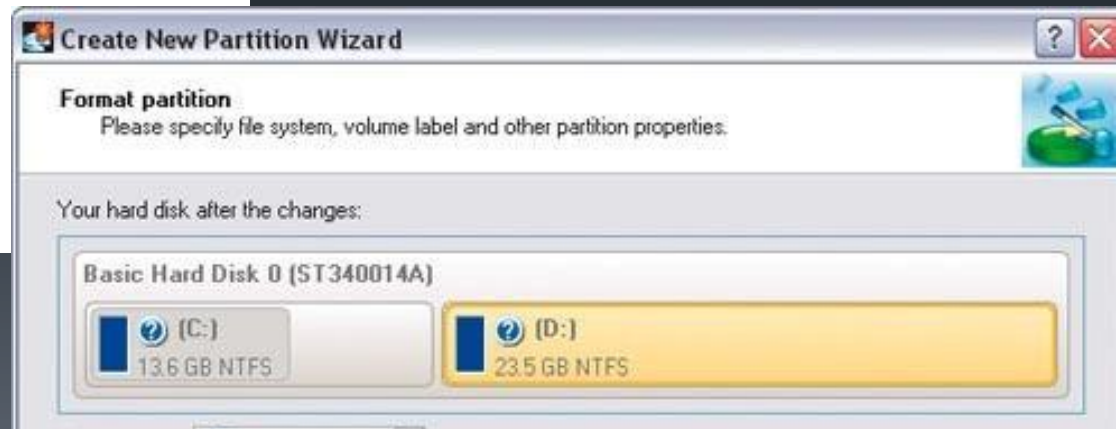 Create New Partition Wizard
Format partition
Please specify file system, volume label and other partition properties.
Your hard disk after the changes:
Basic Hard Disk 0 (ST340014A)
(C:)
13.6 GB NTFS
(D:)
23.5 GB NTFS